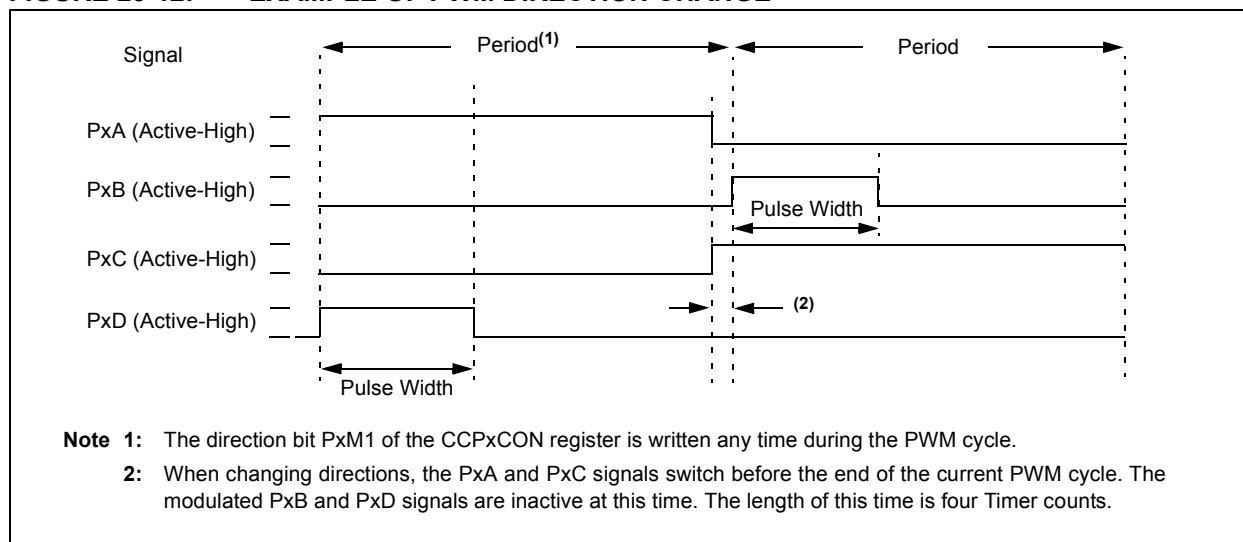 Period(1)
Period
Signal
PxA (Active-High)
PxB (Active-High)
Pulse Width
PxC (Active-High)
(2)
PxD (Active-High)
Pulse Width
Note 1: The direction bit PxM1 of the CCPxCON register is written any time during the PWM cycle.
2: When changing directions, the PxA and PxC signals switch before the end of the current PWM cycle. The
modulated PxB and PxD signals are inactive at this time. The length of this time is four Timer counts.